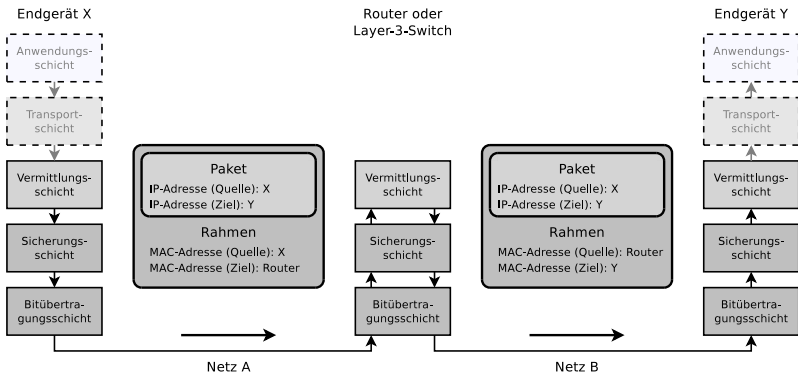 Endgerät X
Anwendungs-
schicht
Transport-
schicht
Vermittlungs-
schicht
Sicherungs-
schicht
Bitübertra-
gungsschicht
Paket
IP-Adresse (Quelle): X
IP-Adresse (Ziel): Y
Rahmen
MAC-Adresse (Quelle): X
MAC-Adresse (Ziel): Router
Netz A
Router oder
Layer-3-Switch
Vermittlungs-
schicht
Sicherungs-
schicht
Bitübertra-
gungsschicht
Paket
IP-Adresse (Quelle): X
IP-Adresse (Ziel): Y
Rahmen
MAC-Adresse (Quelle): Router
MAC-Adresse (Ziel): Y
Netz B
Endgerät Y
Anwendungs-
schicht
Transport-
schicht
Vermittlungs-
schicht
Sicherungs-
schicht
Bitübertra-
gungsschicht